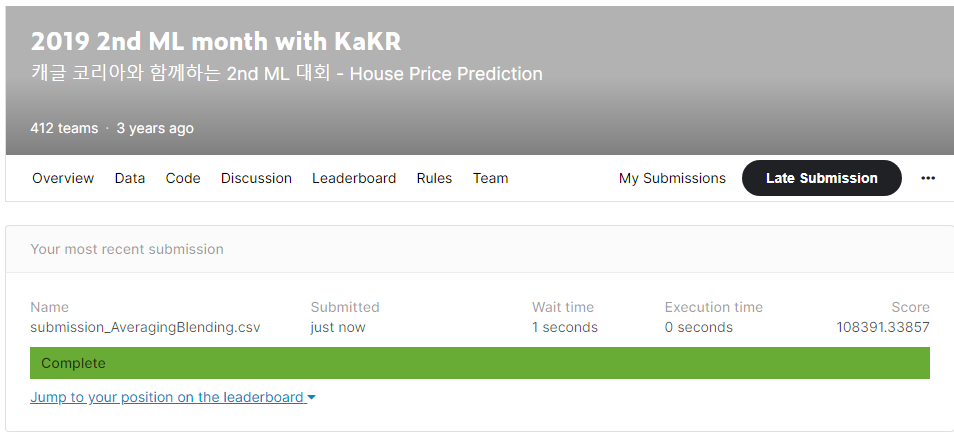 2019 2nd ML month with KaKR
캐글 코리아와 함께하는 2nd ML 대회 - House Price Prediction
412 teams · 3 years ago
Overview Data Code Discussion Leaderboard Rules Team My Submissions Late Submission ···
Your most recent submission
Name Submitted Wait time Execution time Score
submission_AveragingBlending.csv just now 1 seconds 0 seconds 108391.33857
Complete
Jump to your position on the leaderboard